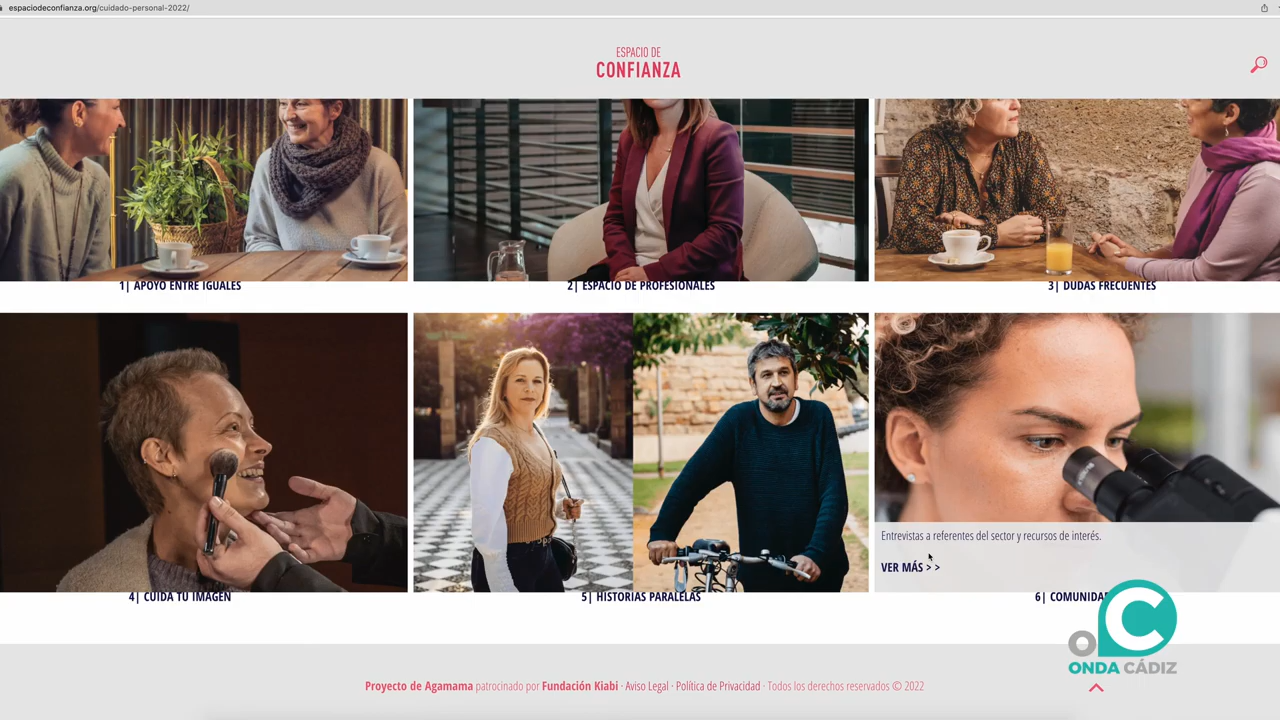 espaciodeconfianza.org/cuidado-personal-2022/
ESPACIO DE
CONFIANZA
1| APOYO ENTRE IGUALES
2| ESPACIO DE PROFESIONALES
3| DUDAS FRECUENTES
Entrevistas a referentes del sector y recursos de interés.
VER MÁS > >
4| CUIDA TU IMAGEN
5| HISTORIAS PARALELAS
6| COMUNIDA
ONDA CÁDIZ
Proyecto de Agamama patrocinado por Fundación Kiabi · Aviso Legal · Política de Privacidad · Todos los derechos reservados © 2022